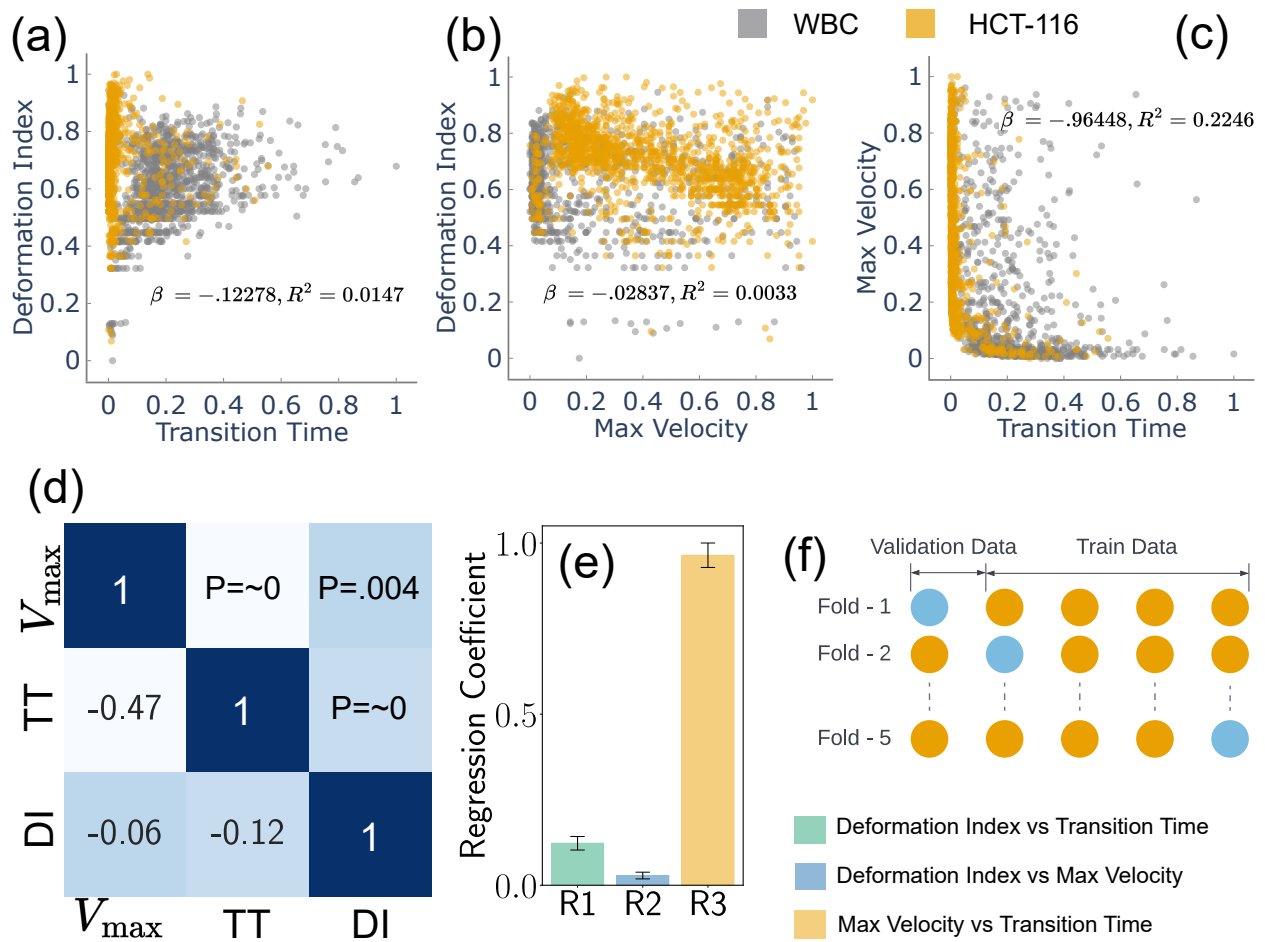 (a)
(b)
WBC
HCT-116
(c)
Deformation Index
1
0.8
0.6
0.4
0.2
0
β = −.12278, R² = 0.0147
0 0.2 0.4 0.6 0.8 1
Transition Time
Deformation Index
1
0.8
0.6
0.4
0.2
0
β = −.02837, R² = 0.0033
0 0.2 0.4 0.6 0.8 1
Max Velocity
Max Velocity
1
0.8
0.6
0.4
0.2
0
β = −.96448, R² = 0.2246
0 0.2 0.4 0.6 0.8 1
Transition Time
(d)
Vmax
1 P=~0 P=.004
TT
-0.47 1 P=~0
DI
-0.06 -0.12 1
Vmax TT DI
(e)
Regression Coefficient
1.0
0.5
0.0
R1 R2 R3
(f)
Validation Data Train Data
Fold - 1
Fold - 2
Fold - 5
Deformation Index vs Transition Time
Deformation Index vs Max Velocity
Max Velocity vs Transition Time